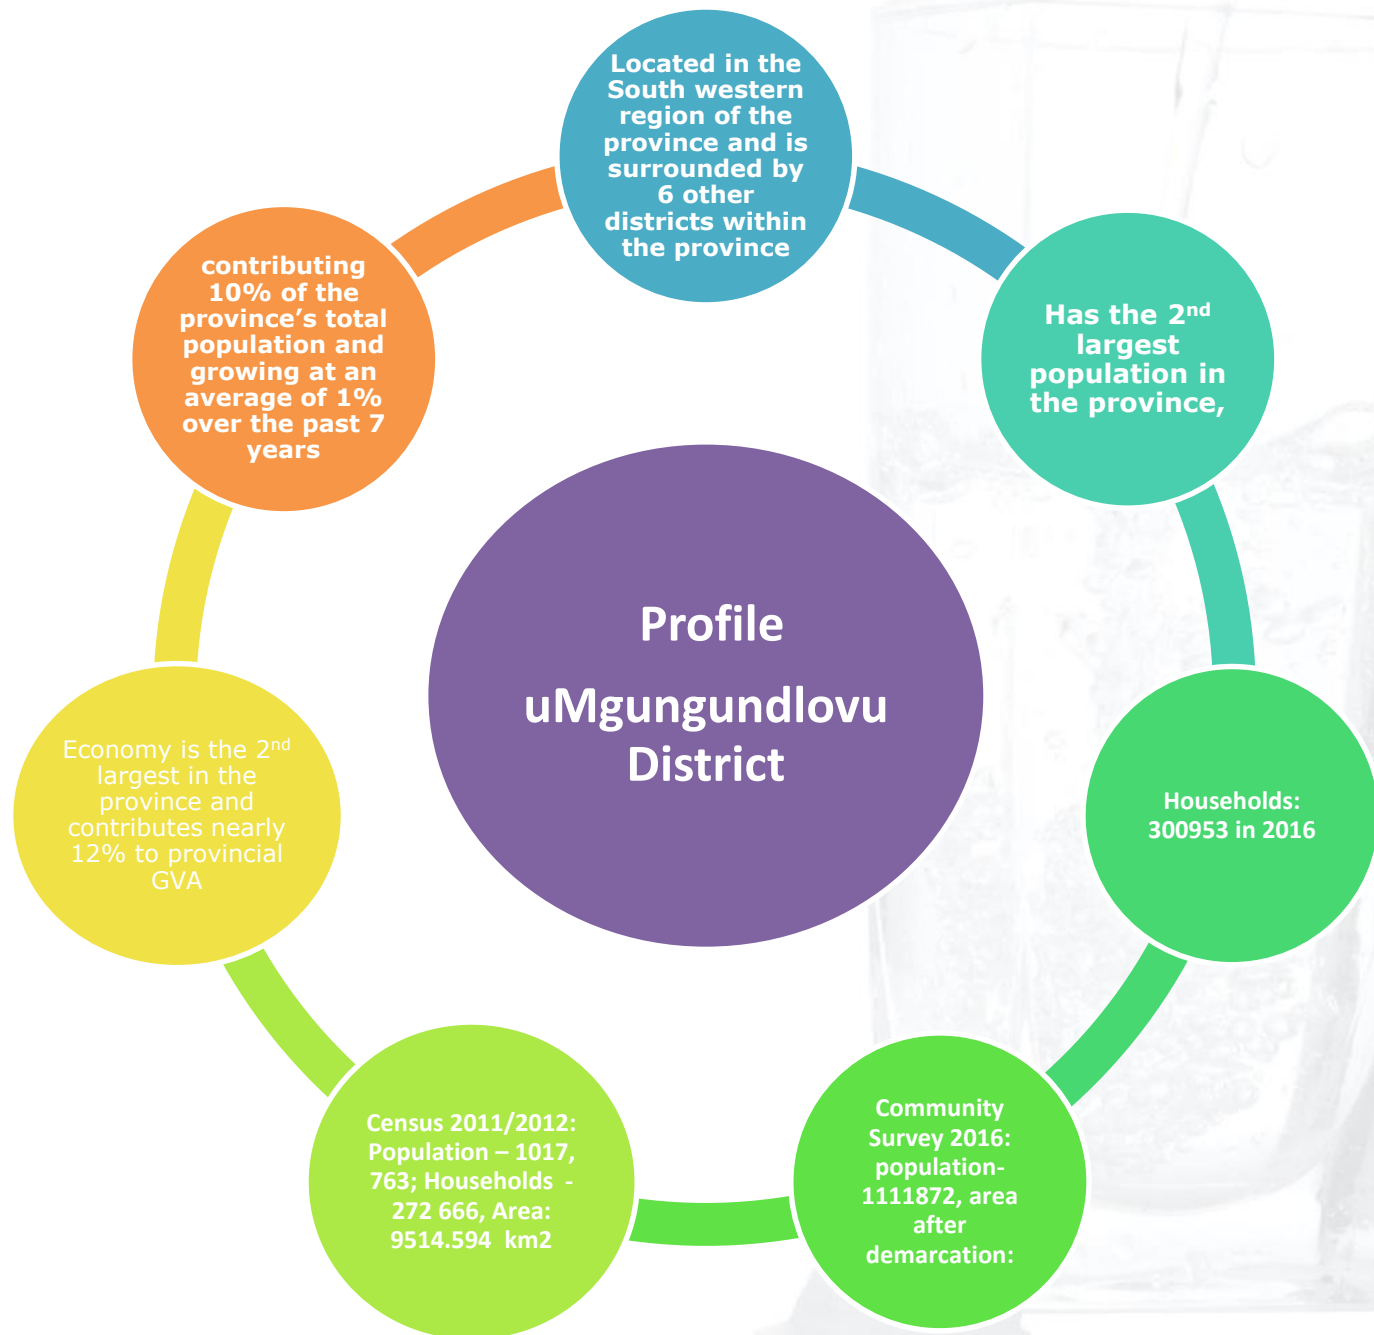 Located in the
South western
region of the
province and is
surrounded by
6 other
districts within
the province
Has the 2nd
largest
population in
the province,
Households:
300953 in 2016
Community
Survey 2016:
population-
1111872, area
after
demarcation:
Census 2011/2012:
Population – 1017,
763; Households  -
272 666, Area:
9514.594  km2
Economy is the 2nd
largest in the
province and
contributes nearly
12% to provincial
GVA
contributing
10% of the
province’s total
population and
growing at an
average of 1%
over the past 7
years
Profile
uMgungundlovu
District